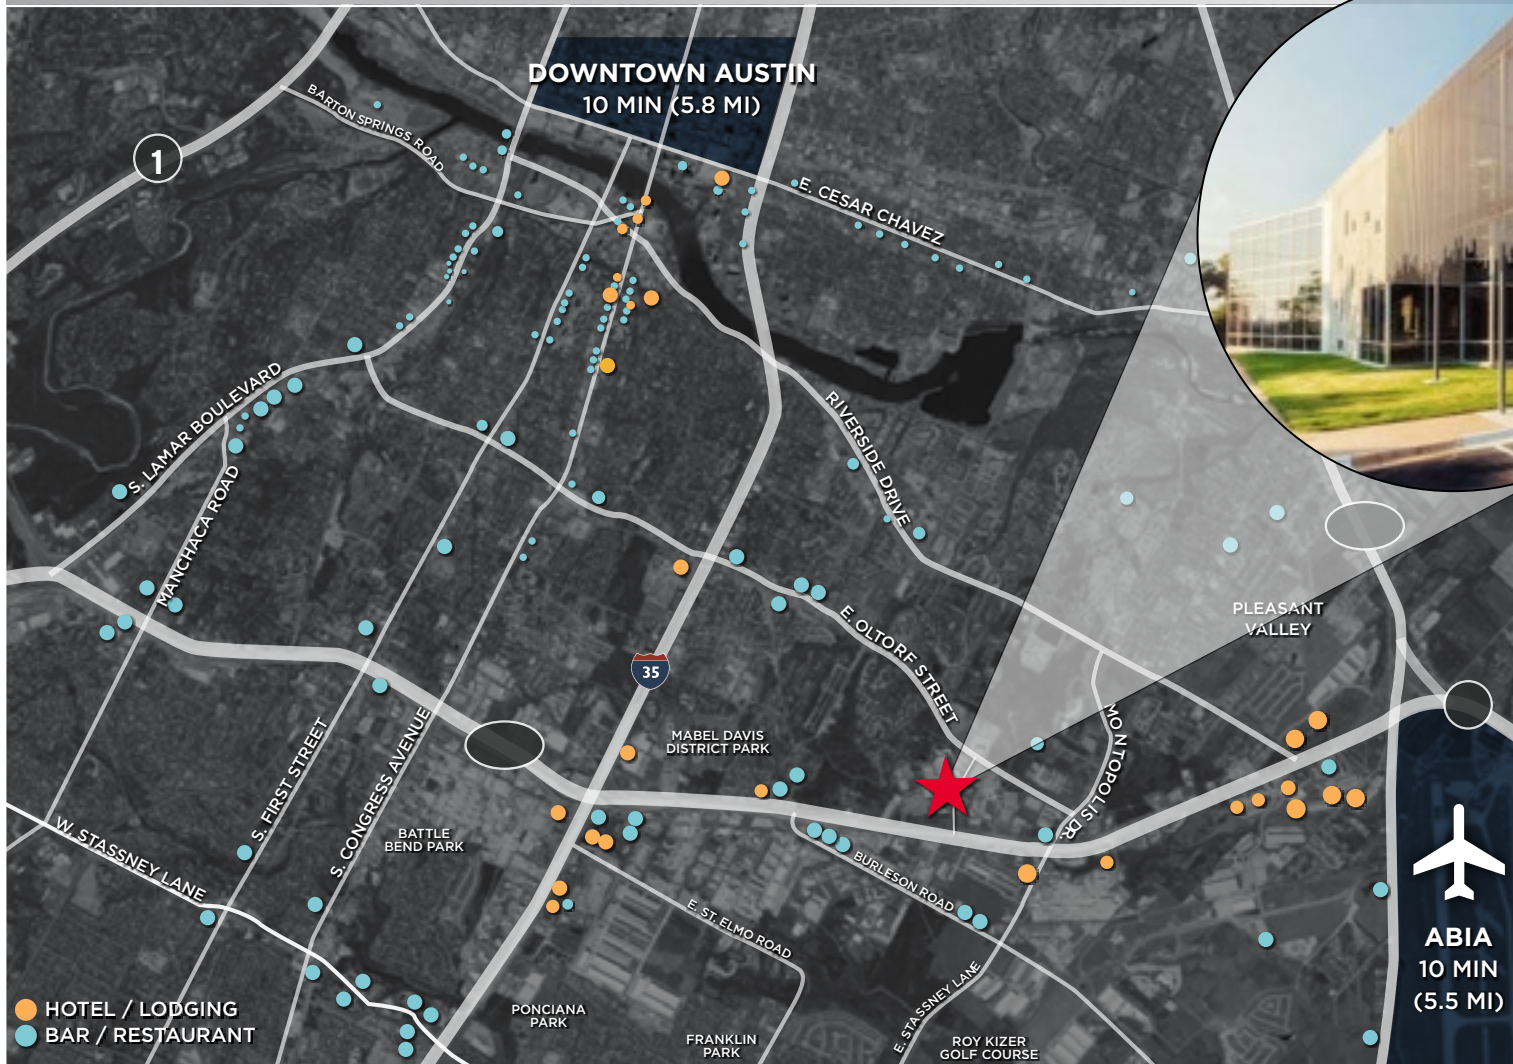 DOWNTOWN AUSTIN
10 MIN (5.8 MI)
BARTON SPRINGS ROAD
1
E. CESAR CHAVEZ
S. LAMAR BOULEVARD
RIVERSIDE DRIVE
MANCHACA ROAD
PLEASANT
VALLEY
E. OLTORF STREET
35
MONTOPOLIS DR.
MABEL DAVIS
DISTRICT PARK
S. FIRST STREET
S. CONGRESS AVENUE
BATTLE
BEND PARK
W. STASSNEY LANE
BURLESON ROAD
E. ST. ELMO ROAD
ABIA
10 MIN
(5.5 MI)
E. STASSNEY LANE
HOTEL / LODGING
BAR / RESTAURANT
PONCIANA
PARK
FRANKLIN
PARK
ROY KIZER
GOLF COURSE